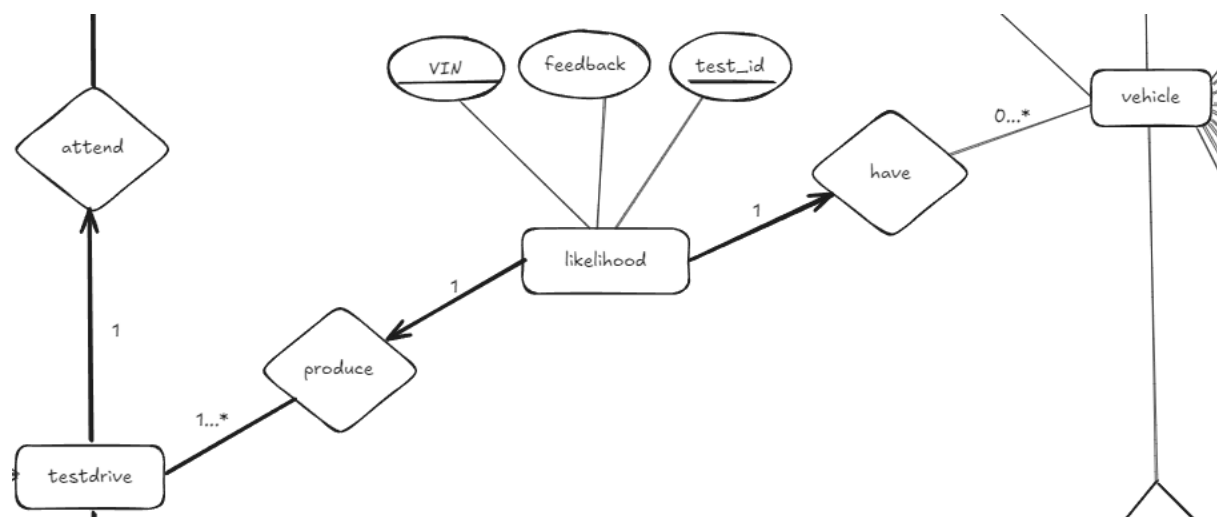 VIN
feedback
test_id
vehicle
0...*
attend
have
1
likelihood
1
1
produce
1...*
testdrive